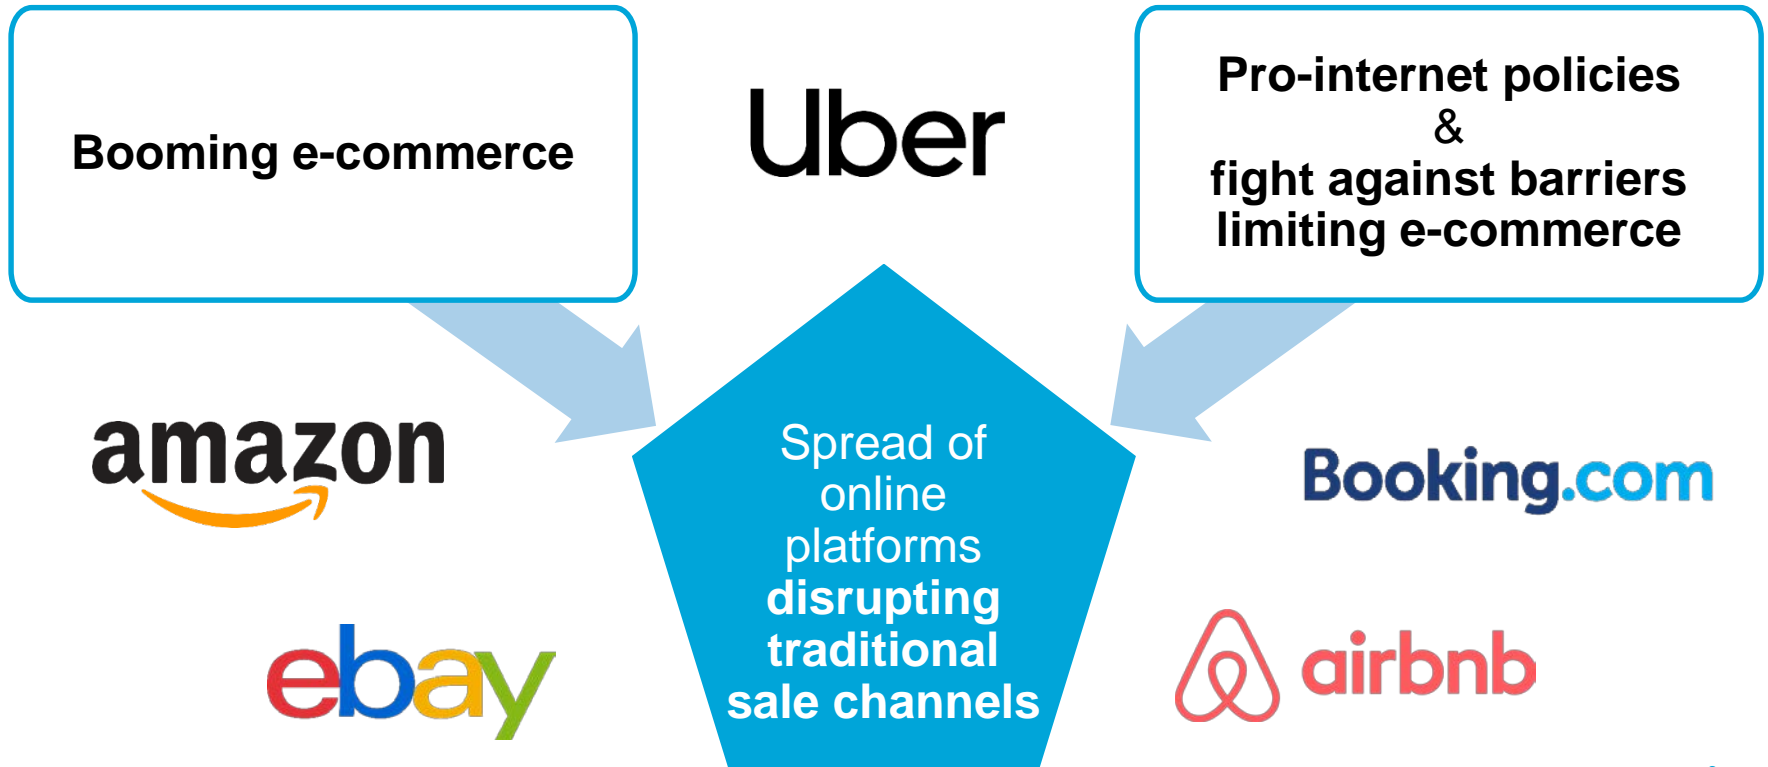 Booming e-commerce
Uber
Pro-internet policies
&
fight against barriers
limiting e-commerce
amazon
ebay
Spread of
online
platforms
disrupting
traditional
sale channels
Booking.com
airbnb